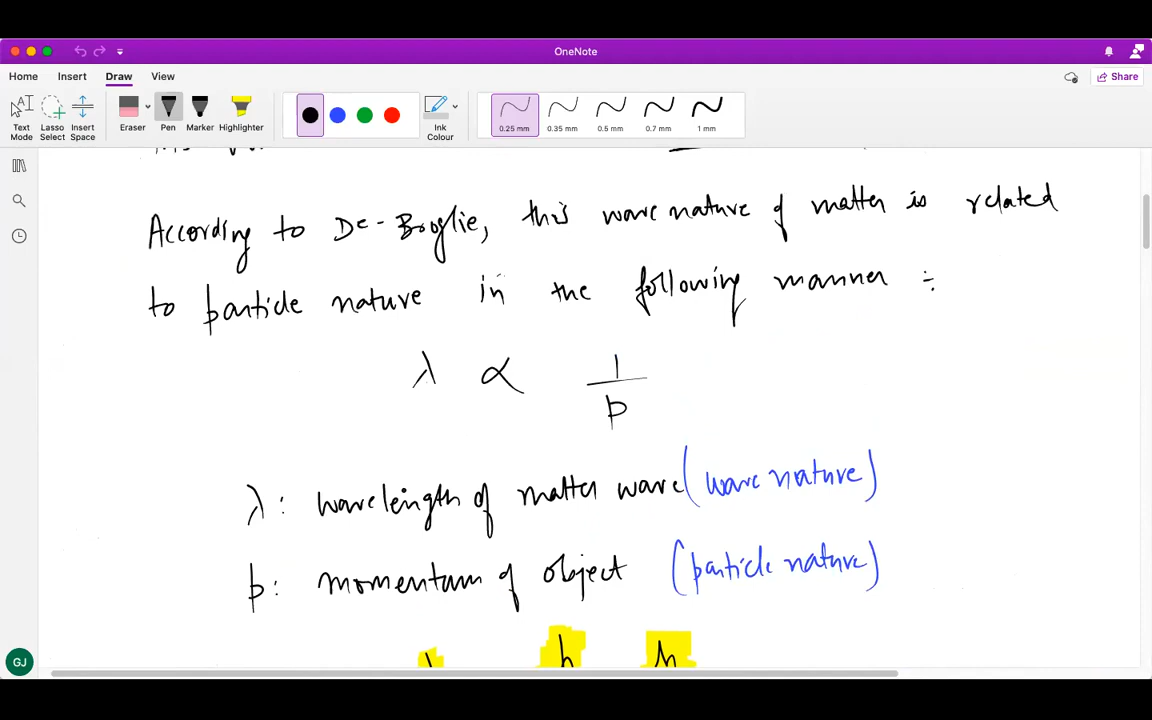 OneNote
Home Insert Draw View
Share
Text Mode
Lasso Select
Insert Space
Eraser
Pen
Marker
Highlighter
Ink Colour
0.25 mm
0.35 mm
0.5 mm
0.7 mm
1 mm
According to De-Broglie, this wave nature of matter is related
to particle nature in the following manner ÷
λ ∝ 1/p
λ: wavelength of matter wave (wave nature)
p: momentum of object (particle nature)
λ h h
GJ